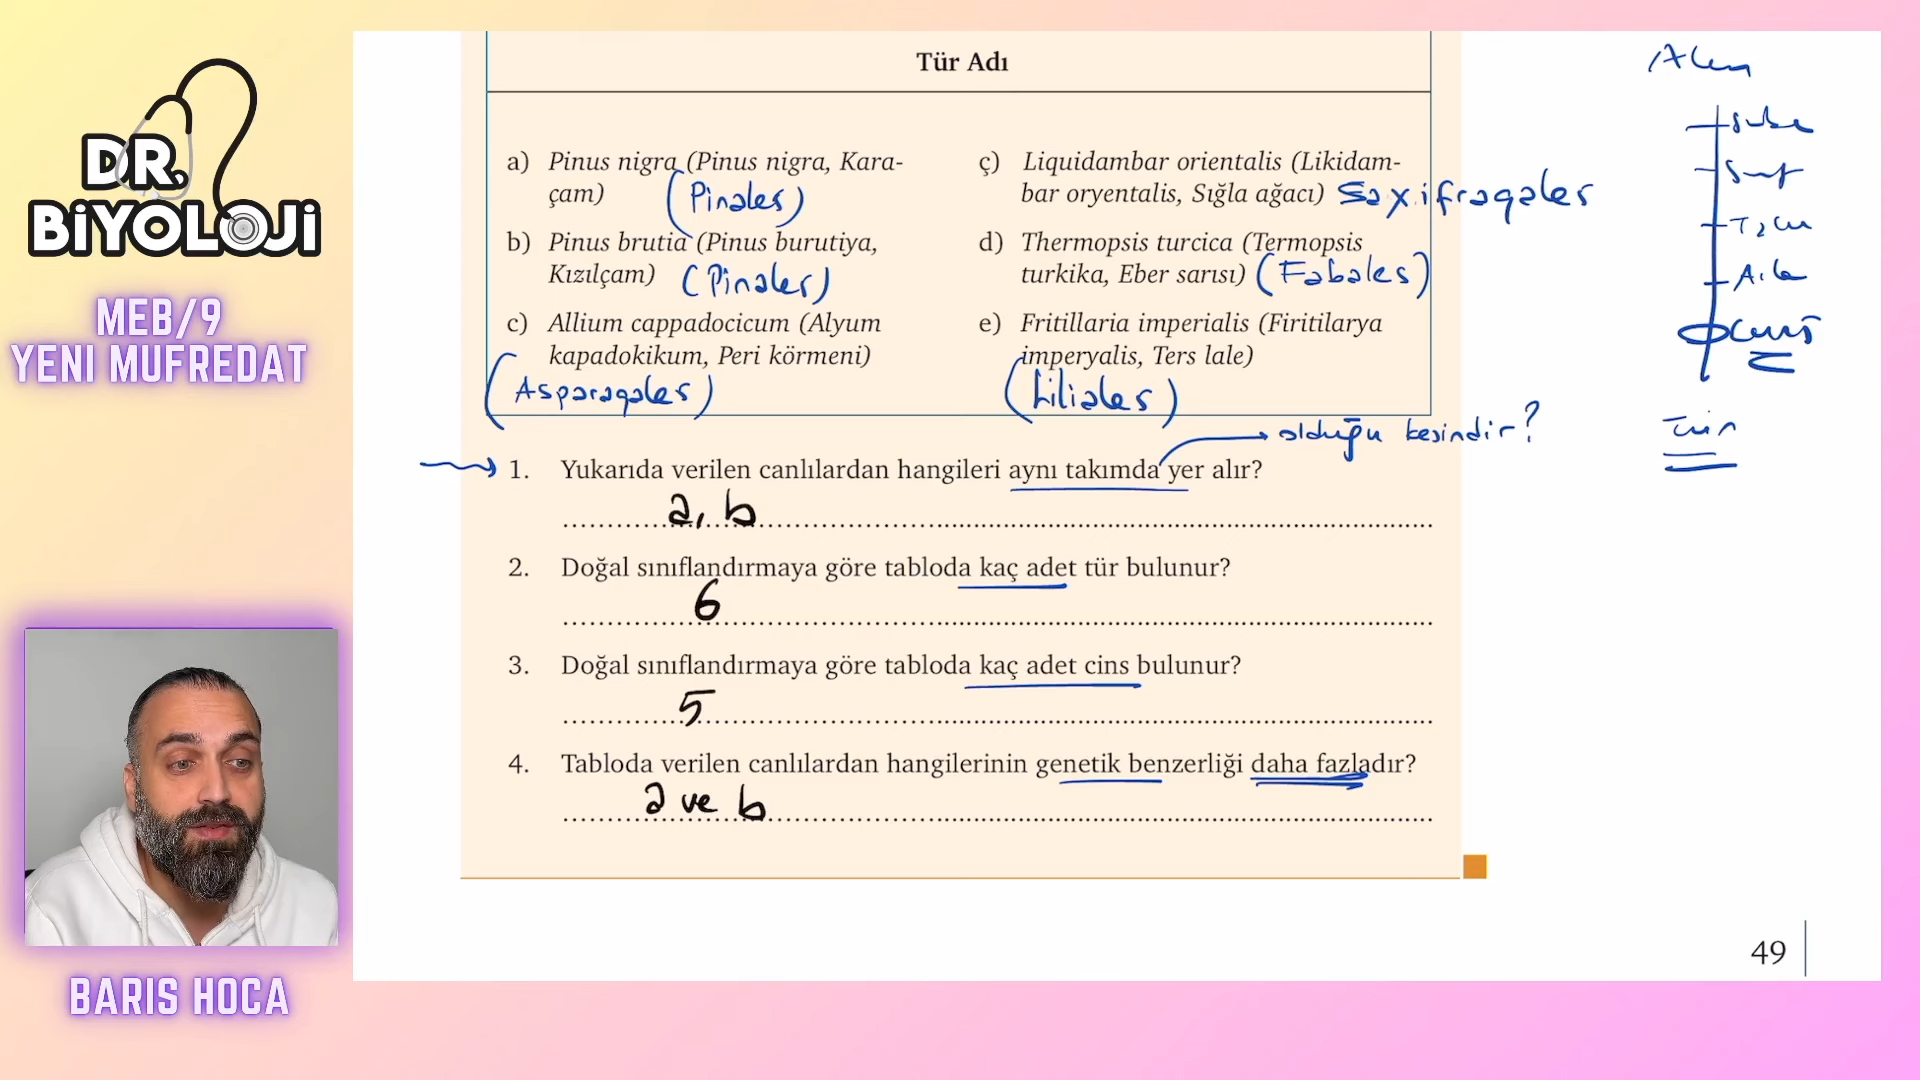 DR.
BİYOLOJİ
MEB/9
YENİ MUFREDAT
BARIS HOCA
Tür Adı
a) Pinus nigra (Pinus nigra, Kara-
çam) (Pinales)
b) Pinus brutia (Pinus burutiya,
Kızılçam) (Pinales)
c) Allium cappadocicum (Alyum
kapadokikum, Peri körmeni)
(Asparagales)
ç) Liquidambar orientalis (Likidam-
bar oryentalis, Sığla ağacı) Saxifragales
d) Thermopsis turcica (Termopsis
turkika, Eber sarısı) (Fabales)
e) Fritillaria imperialis (Firitilarya
imperyalis, Ters lale)
(Liliales)
olduğu kesindir?
1. Yukarıda verilen canlılardan hangileri aynı takımda yer alır?
a, b
2. Doğal sınıflandırmaya göre tabloda kaç adet tür bulunur?
6
3. Doğal sınıflandırmaya göre tabloda kaç adet cins bulunur?
5
4. Tabloda verilen canlılardan hangilerinin genetik benzerliği daha fazladır?
a ve b
Alem
Şube
Sınıf
Takım
Aile
Cins
Tür
49